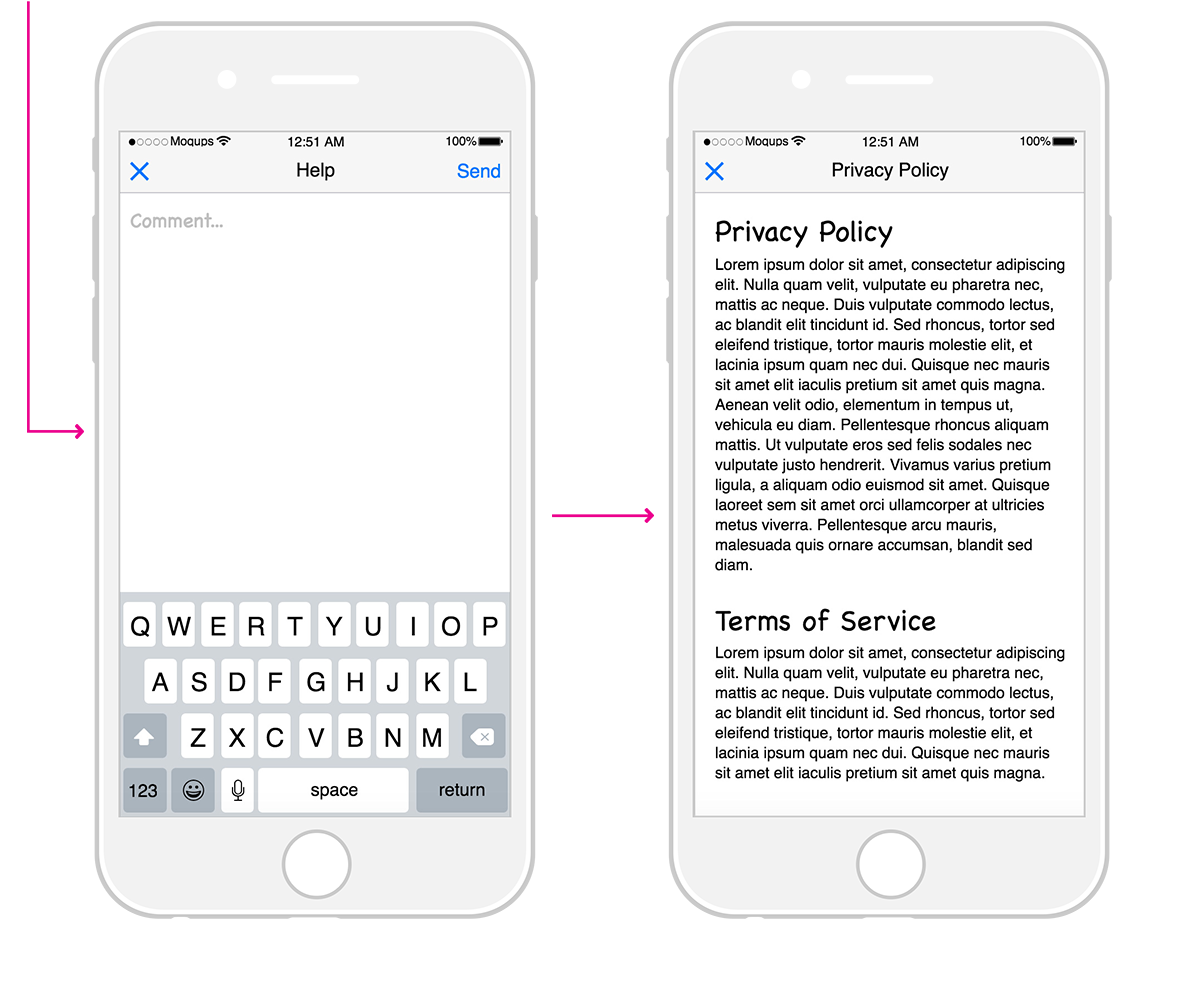 Moqups 12:51 AM 100%
Help Send
Comment...
Q W E R T Y U I O P
A S D F G H J K L
Z X C V B N M
123 space return
Moqups 12:51 AM 100%
Privacy Policy
Privacy Policy
Lorem ipsum dolor sit amet, consectetur adipiscing
elit. Nulla quam velit, vulputate eu pharetra nec,
mattis ac neque. Duis vulputate commodo lectus,
ac blandit elit tincidunt id. Sed rhoncus, tortor sed
eleifend tristique, tortor mauris molestie elit, et
lacinia ipsum quam nec dui. Quisque nec mauris
sit amet elit iaculis pretium sit amet quis magna.
Aenean velit odio, elementum in tempus ut,
vehicula eu diam. Pellentesque rhoncus aliquam
mattis. Ut vulputate eros sed felis sodales nec
vulputate justo hendrerit. Vivamus varius pretium
ligula, a aliquam odio euismod sit amet. Quisque
laoreet sem sit amet orci ullamcorper at ultricies
metus viverra. Pellentesque arcu mauris,
malesuada quis ornare accumsan, blandit sed
diam.
Terms of Service
Lorem ipsum dolor sit amet, consectetur adipiscing
elit. Nulla quam velit, vulputate eu pharetra nec,
mattis ac neque. Duis vulputate commodo lectus,
ac blandit elit tincidunt id. Sed rhoncus, tortor sed
eleifend tristique, tortor mauris molestie elit, et
lacinia ipsum quam nec dui. Quisque nec mauris
sit amet elit iaculis pretium sit amet quis magna.